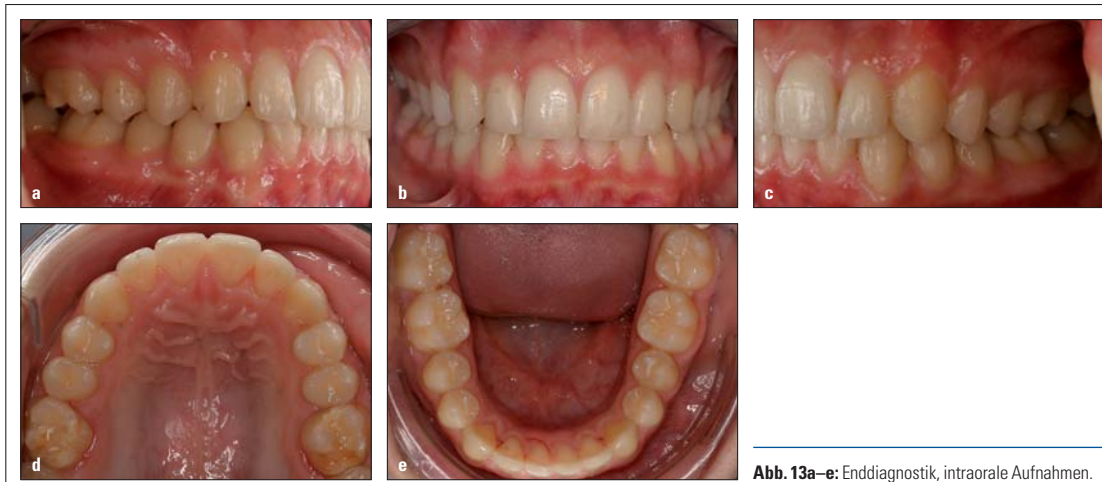 a
b
c
d
e
Abb. 13a–e: Enddiagnostik, intraorale Aufnahmen.